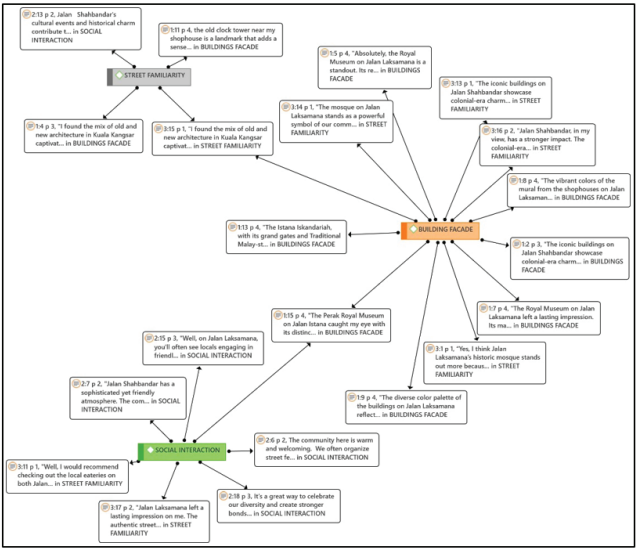 2:13 p 2, Jalan Shahbandar's
cultural events and historical charm
contribute t... in SOCIAL
INTERACTION
1:11 p 4, the old clock tower near my
shophouse is a landmark that adds a
sense... in BUILDINGS FACADE
STREET FAMILIARITY
1:4 p 3, "I found the mix of old and
new architecture in Kuala Kangsar
captivat... in BUILDING FACADE
3:15 p 1, "I found the mix of old and
new architecture in Kuala Kangsar
captivat... in STREET FAMILIARITY
1:5 p 4, "Absolutely, the Royal
Museum on Jalan Laksamana is a
standout. Its re... in BUILDINGS
FACADE
3:14 p 1, "The mosque on Jalan
Laksamana stands as a powerful
symbol of our comm... in STREET
FAMILIARITY
3:13 p 1, "The iconic buildings on
Jalan Shahbandar showcase
colonial-era charm... in STREET
FAMILIARITY
3:16 p 2, "Jalan Shahbandar, in my
view, has a stronger impact. The
colonial-era... in STREET
FAMILIARITY
1:8 p 4, "The vibrant colors of the
mural from the shophouses on Jalan
Laksaman... in BUILDINGS FACADE
1:13 p 4, "The Istana Iskandariah,
with its grand gates and Traditional
Malay-st... in BUILDINGS FACADE
BUILDING FACADE
1:2 p 3, "The iconic buildings on
Jalan Shahbandar showcase
colonial-era charm... in BUILDINGS
FACADE
1:15 p 4, "The Perak Royal Museum
on Jalan Istana caught my eye with
its distinc... in BUILDINGS FACADE
1:7 p 4, "The Royal Museum on Jalan
Laksamana left a lasting impression.
Its ma... in BUILDINGS FACADE
3:1 p 1, "Yes, I think Jalan
Laksamana's historic mosque stands
out more becaus... in STREET
FAMILIARITY
1:9 p 4, "The diverse color palette of
the buildings on Jalan Laksamana
reflect... in BUILDINGS FACADE
2:15 p 3, "Well, on Jalan Laksamana,
you'll often see locals engaging in
friendl... in SOCIAL INTERACTION
2:7 p 2, "Jalan Shahbandar has a
sophisticated yet friendly
atmosphere. The com... in SOCIAL
INTERACTION
SOCIAL INTERACTION
2:6 p 2, The community here is warm
and welcoming. We often organize
street fe... in SOCIAL INTERACTION
3:11 p 1, "Well, I would recommend
checking out the local eateries on
both Jalan... in STREET FAMILIARITY
3:17 p 2, "Jalan Laksamana left a
lasting impression on me. The
authentic street... in STREET
FAMILIARITY
2:18 p 3, It's a great way to celebrate
our diversity and create stronger
bonds... in SOCIAL INTERACTION